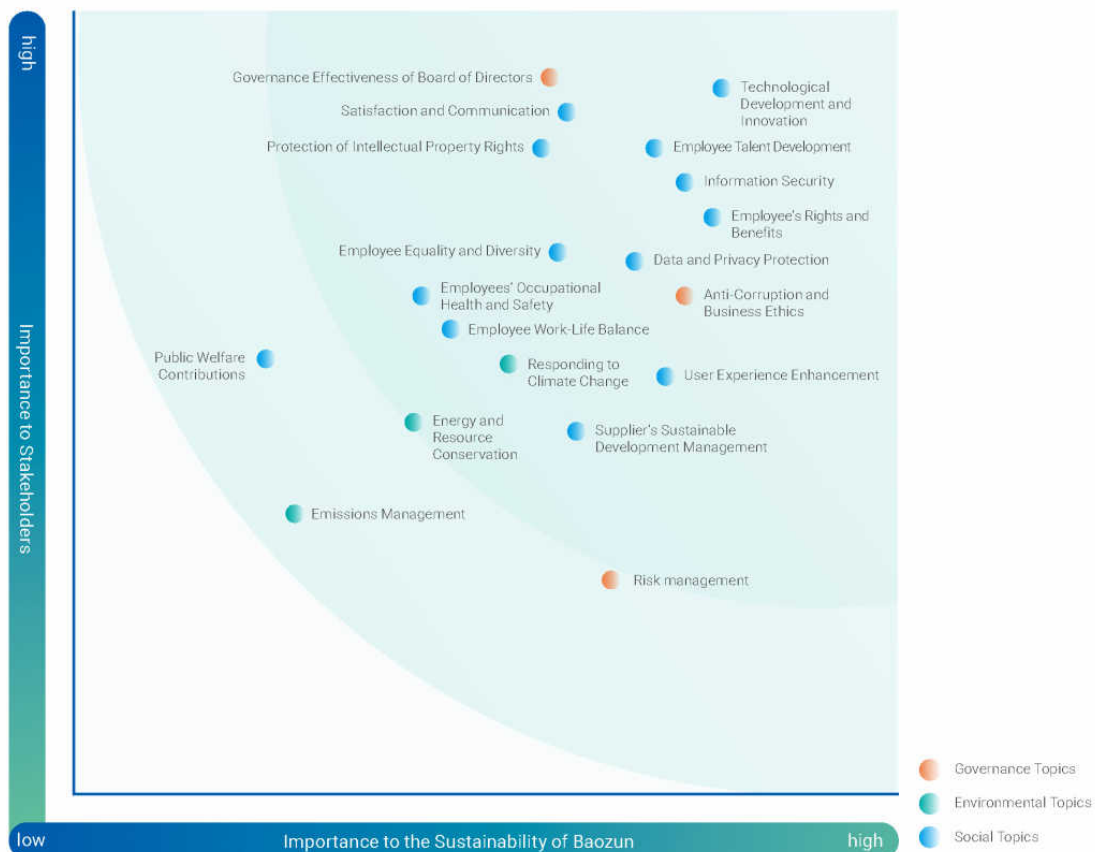 high
Importance to Stakeholders
Governance Effectiveness of Board of Directors
Technological
Development and
Innovation
Satisfaction and Communication
Protection of Intellectual Property Rights
Employee Talent Development
Information Security
Employee's Rights and
Benefits
Employee Equality and Diversity
Data and Privacy Protection
Employees' Occupational
Health and Safety
Anti-Corruption and
Business Ethics
Employee Work-Life Balance
Public Welfare
Contributions
Responding to
Climate Change
User Experience Enhancement
Energy and
Resource
Conservation
Supplier's Sustainable
Development Management
Emissions Management
Risk management
Governance Topics
Environmental Topics
Social Topics
low
Importance to the Sustainability of Baozun
high